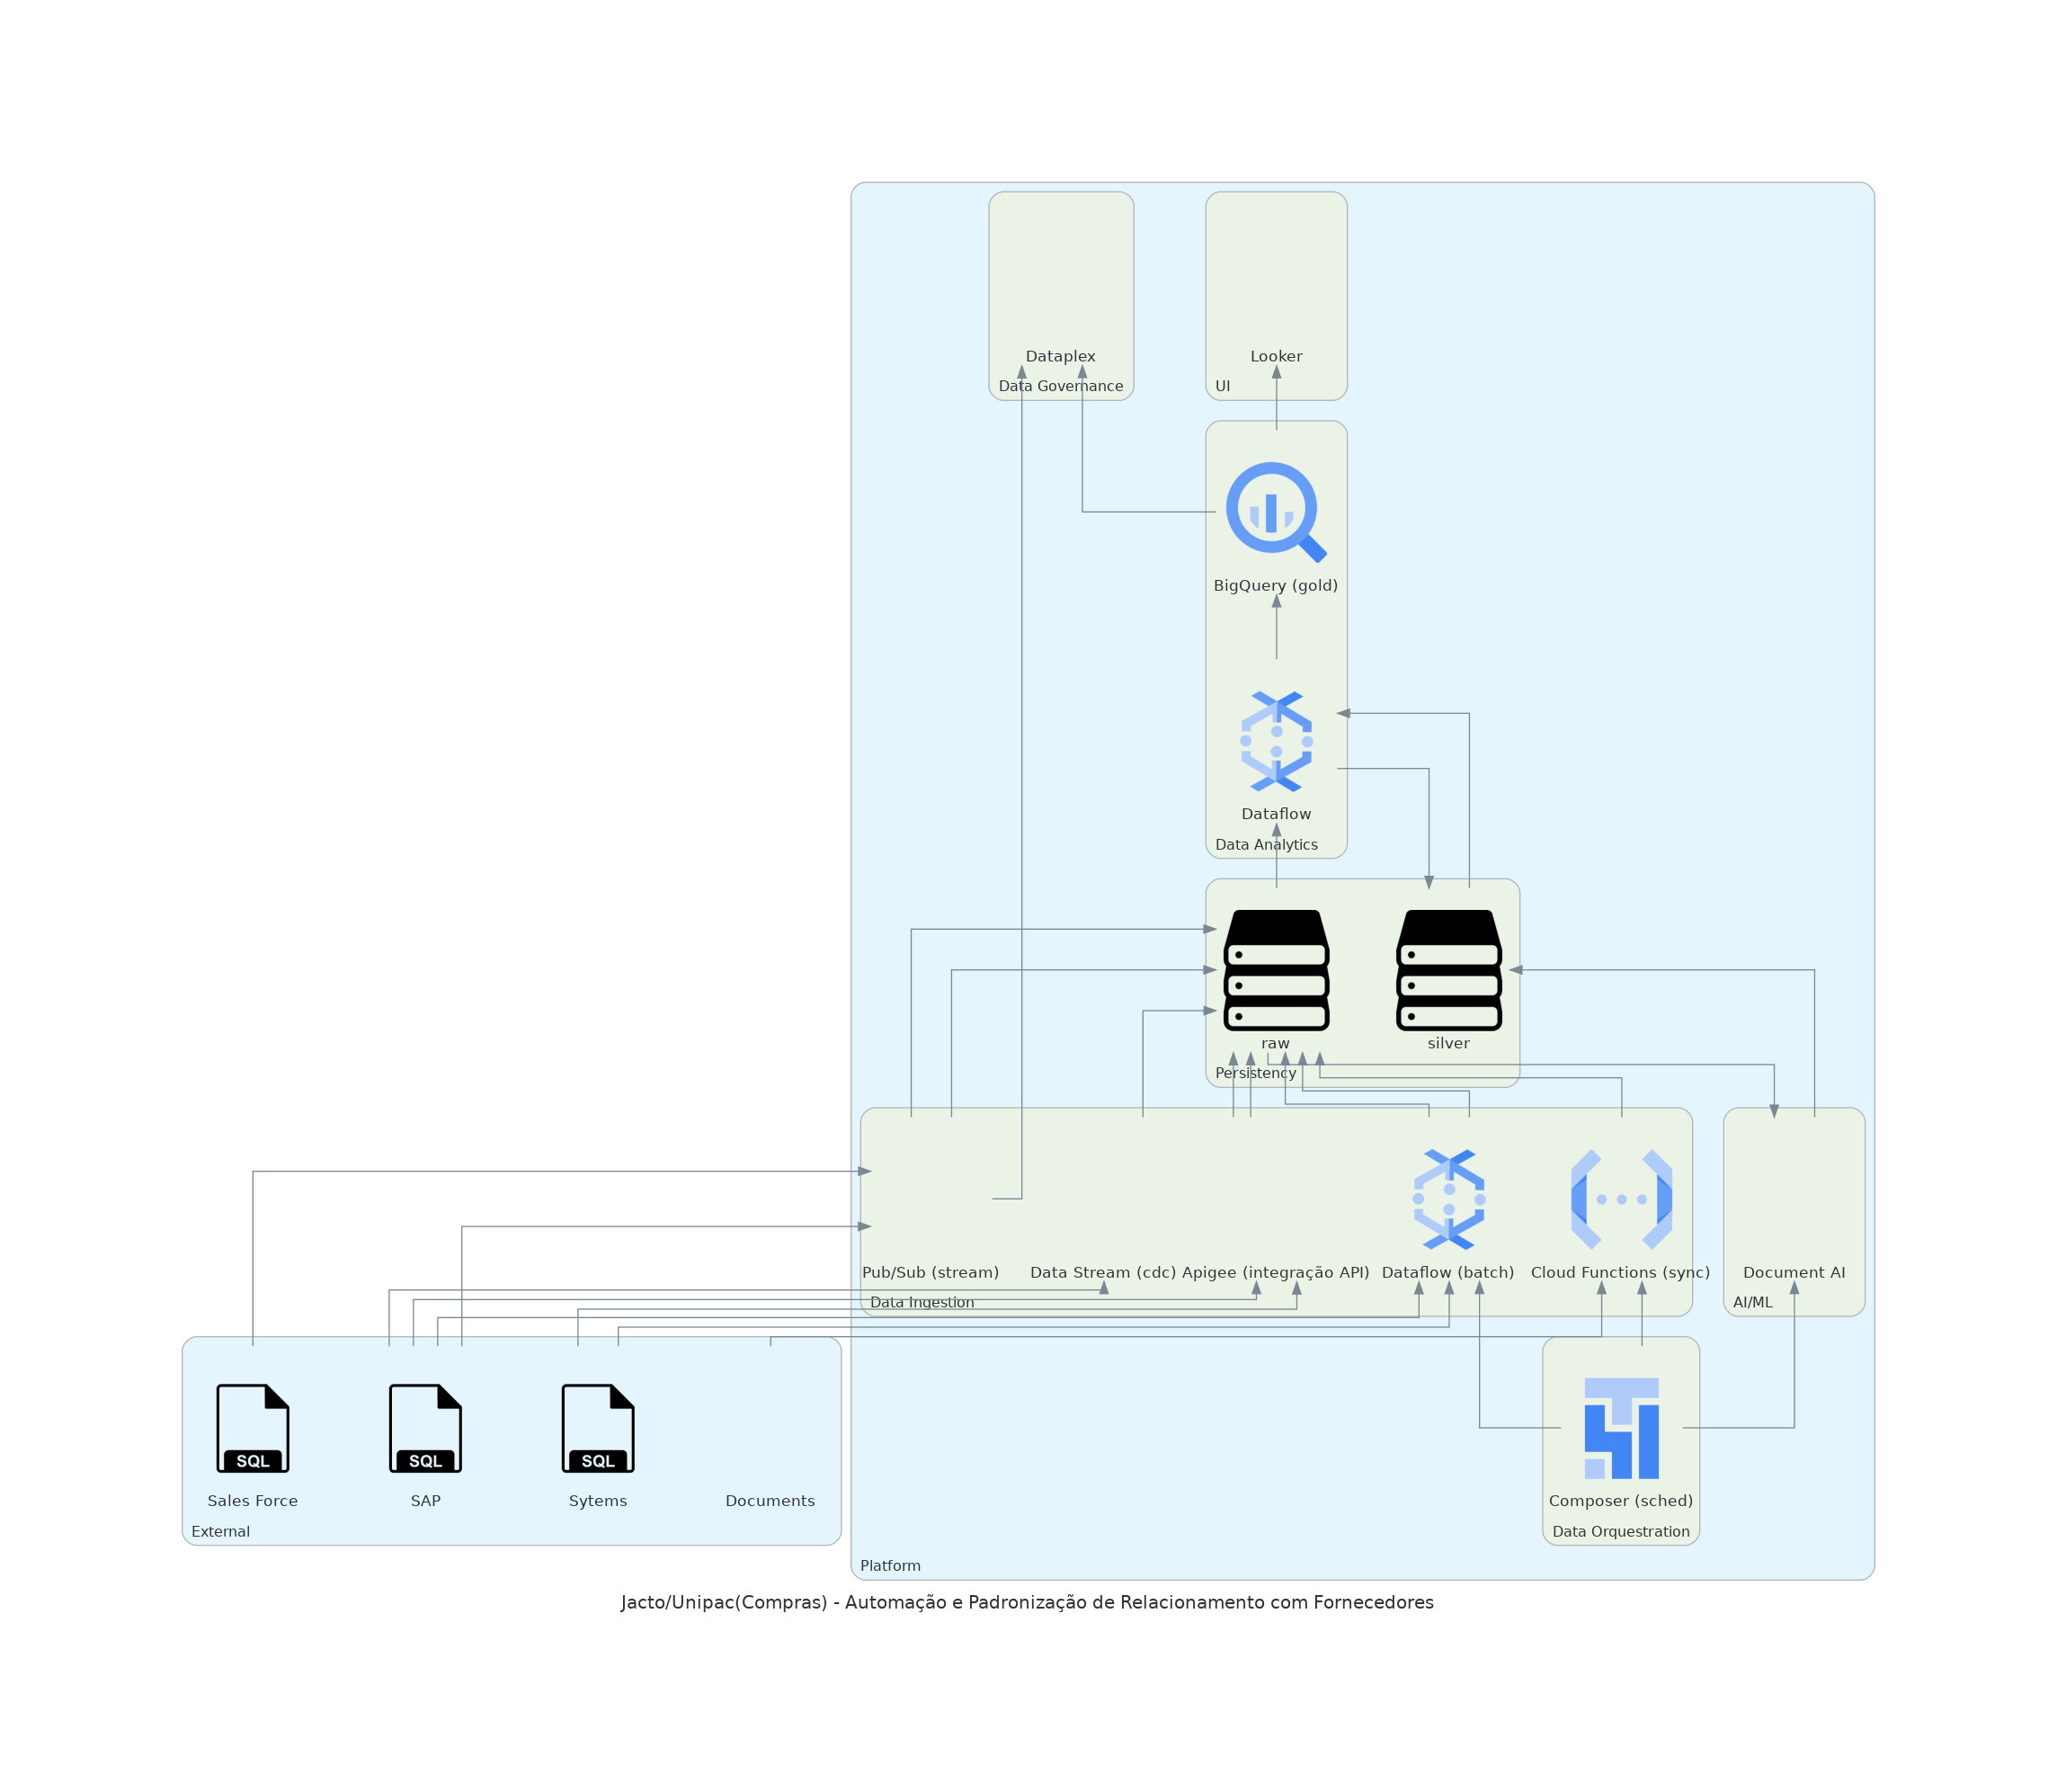 Dataplex
Data Governance
Looker
UI
BigQuery (gold)
Dataflow
Data Analytics
raw
silver
Persistency
Pub/Sub (stream)
Data Stream (cdc)
Apigee (integração API)
Dataflow (batch)
Cloud Functions (sync)
Data Ingestion
Document AI
AI/ML
SQL
SQL
SQL
Sales Force
SAP
Sytems
Documents
External
Composer (sched)
Data Orquestration
Platform
Jacto/Unipac(Compras) - Automação e Padronização de Relacionamento com Fornecedores